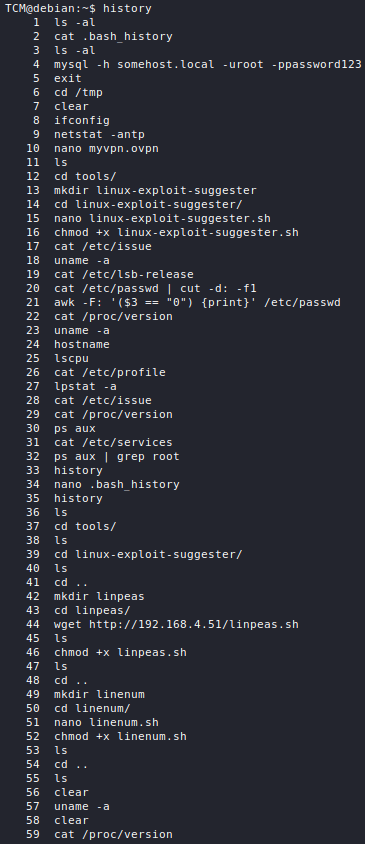 TCM@debian:~$ history
1 ls -al
2 cat .bash_history
3 ls -al
4 mysql -h somehost.local -uroot -ppassword123
5 exit
6 cd /tmp
7 clear
8 ifconfig
9 netstat -antp
10 nano myvpn.ovpn
11 ls
12 cd tools/
13 mkdir linux-exploit-suggester
14 cd linux-exploit-suggester/
15 nano linux-exploit-suggester.sh
16 chmod +x linux-exploit-suggester.sh
17 cat /etc/issue
18 uname -a
19 cat /etc/lsb-release
20 cat /etc/passwd | cut -d: -f1
21 awk -F: '($3 == "0") {print}' /etc/passwd
22 cat /proc/version
23 uname -a
24 hostname
25 lscpu
26 cat /etc/profile
27 lpstat -a
28 cat /etc/issue
29 cat /proc/version
30 ps aux
31 cat /etc/services
32 ps aux | grep root
33 history
34 nano .bash_history
35 history
36 ls
37 cd tools/
38 ls
39 cd linux-exploit-suggester/
40 ls
41 cd ..
42 mkdir linpeas
43 cd linpeas/
44 wget http://192.168.4.51/linpeas.sh
45 ls
46 chmod +x linpeas.sh
47 ls
48 cd ..
49 mkdir linenum
50 cd linenum/
51 nano linenum.sh
52 chmod +x linenum.sh
53 ls
54 cd ..
55 ls
56 clear
57 uname -a
58 clear
59 cat /proc/version